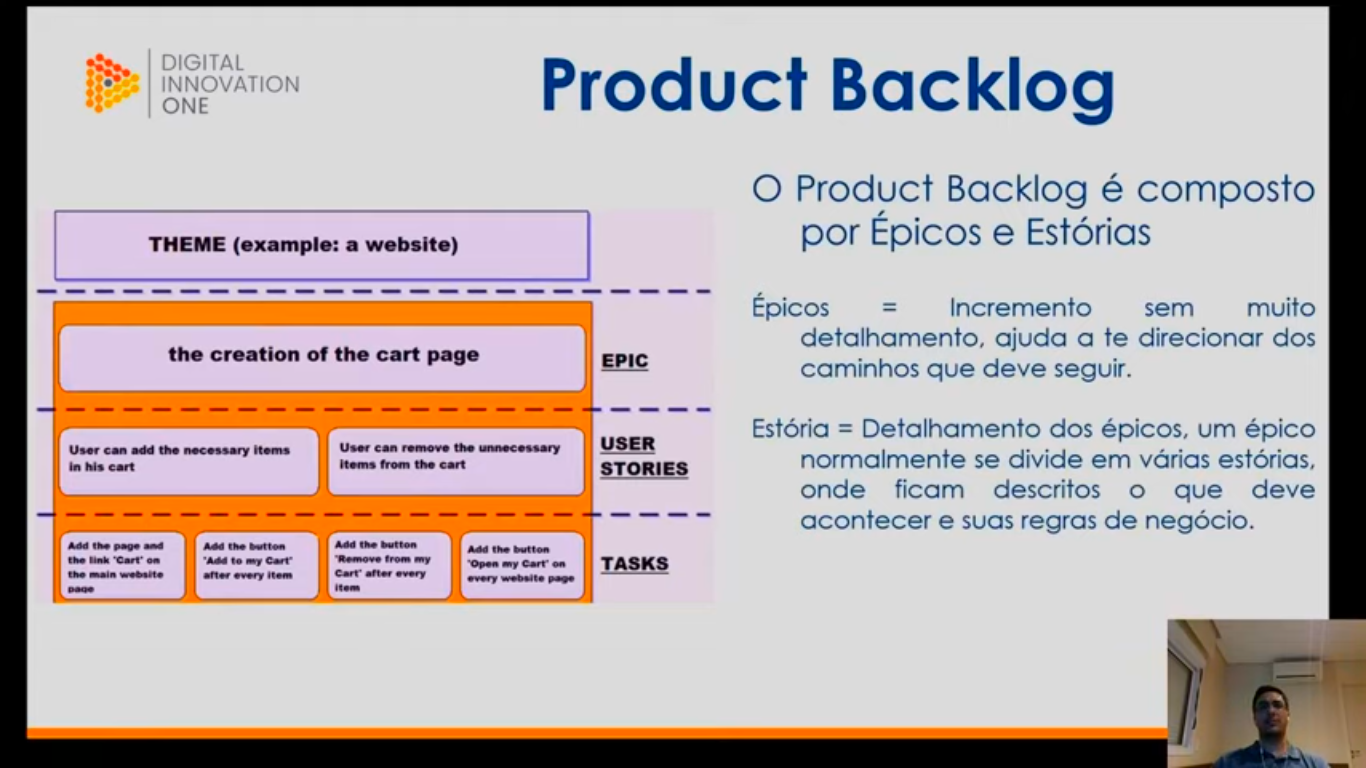 DIGITAL
INNOVATION
ONE
Product Backlog
THEME (example: a website)
the creation of the cart page
EPIC
User can add the necessary items
in his cart
User can remove the unnecessary
items from the cart
USER
STORIES
Add the page and
the link "Cart" on
the main website
page
Add the button
"Add to my Cart"
after every item
Add the button
"Remove from my
Cart" after every
item
Add the button
"Open my Cart" on
every website page
TASKS
O Product Backlog é composto
por Épicos e Estórias
Épicos = Incremento sem muito
detalhamento, ajuda a te direcionar dos
caminhos que deve seguir.
Estória = Detalhamento dos épicos, um épico
normalmente se divide em várias estórias,
onde ficam descritos o que deve
acontecer e suas regras de negócio.